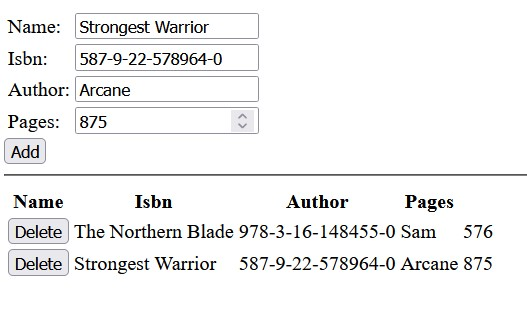 Name: Strongest Warrior
Isbn: 587-9-22-578964-0
Author: Arcane
Pages: 875
Add
Name Isbn Author Pages
Delete The Northern Blade 978-3-16-148455-0 Sam 576
Delete Strongest Warrior 587-9-22-578964-0 Arcane 875